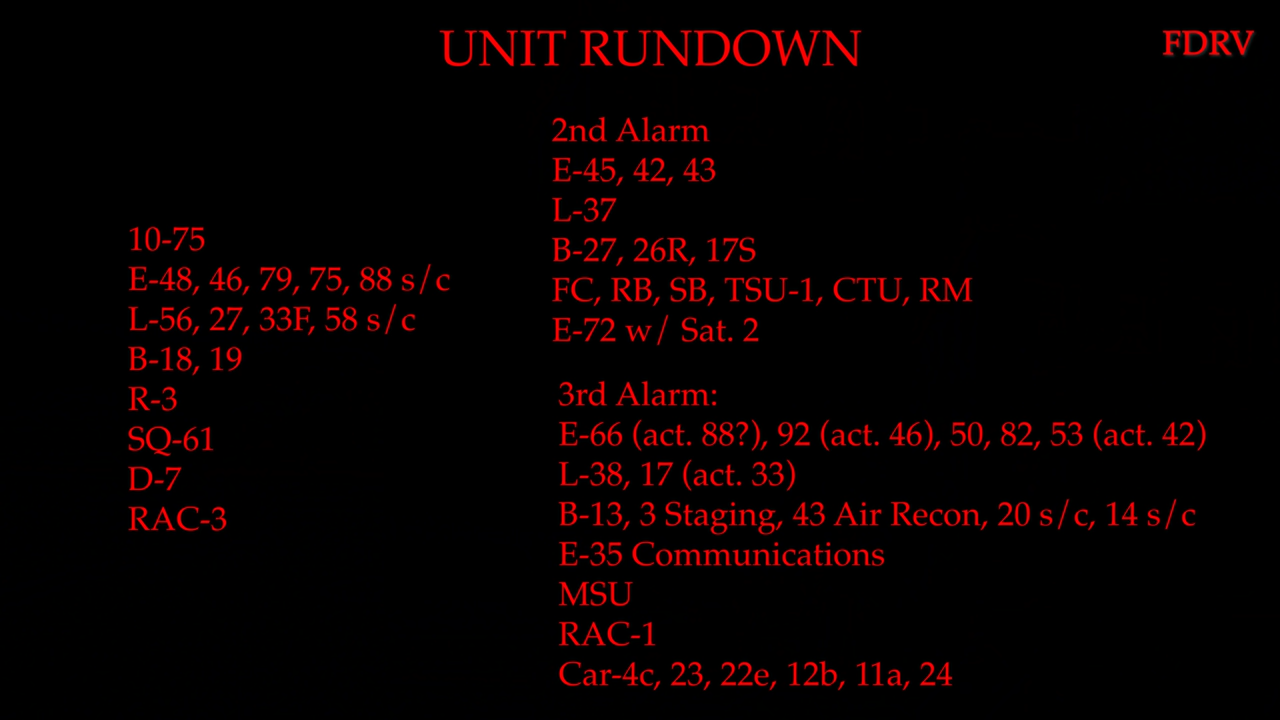 UNIT RUNDOWN
FDRV
10-75
E-48, 46, 79, 75, 88 s/c
L-56, 27, 33F, 58 s/c
B-18, 19
R-3
SQ-61
D-7
RAC-3
2nd Alarm
E-45, 42, 43
L-37
B-27, 26R, 17S
FC, RB, SB, TSU-1, CTU, RM
E-72 w/ Sat. 2
3rd Alarm:
E-66 (act. 88?), 92 (act. 46), 50, 82, 53 (act. 42)
L-38, 17 (act. 33)
B-13, 3 Staging, 43 Air Recon, 20 s/c, 14 s/c
E-35 Communications
MSU
RAC-1
Car-4c, 23, 22e, 12b, 11a, 24